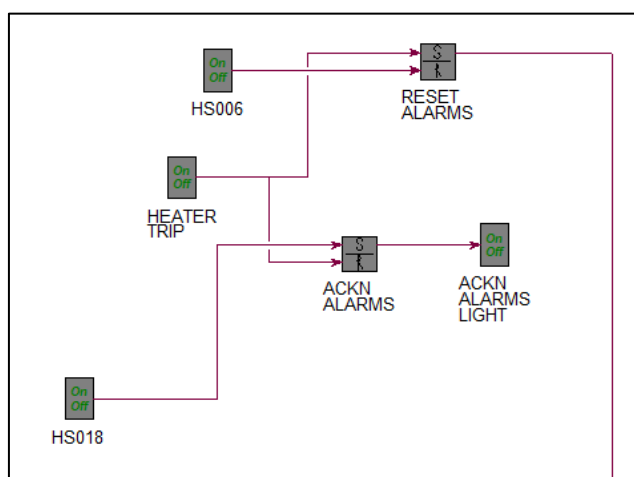 On
Off
HS006
S
R
RESET
ALARMS
On
Off
HEATER
TRIP
S
R
ACKN
ALARMS
On
Off
ACKN
ALARMS
LIGHT
On
Off
HS018